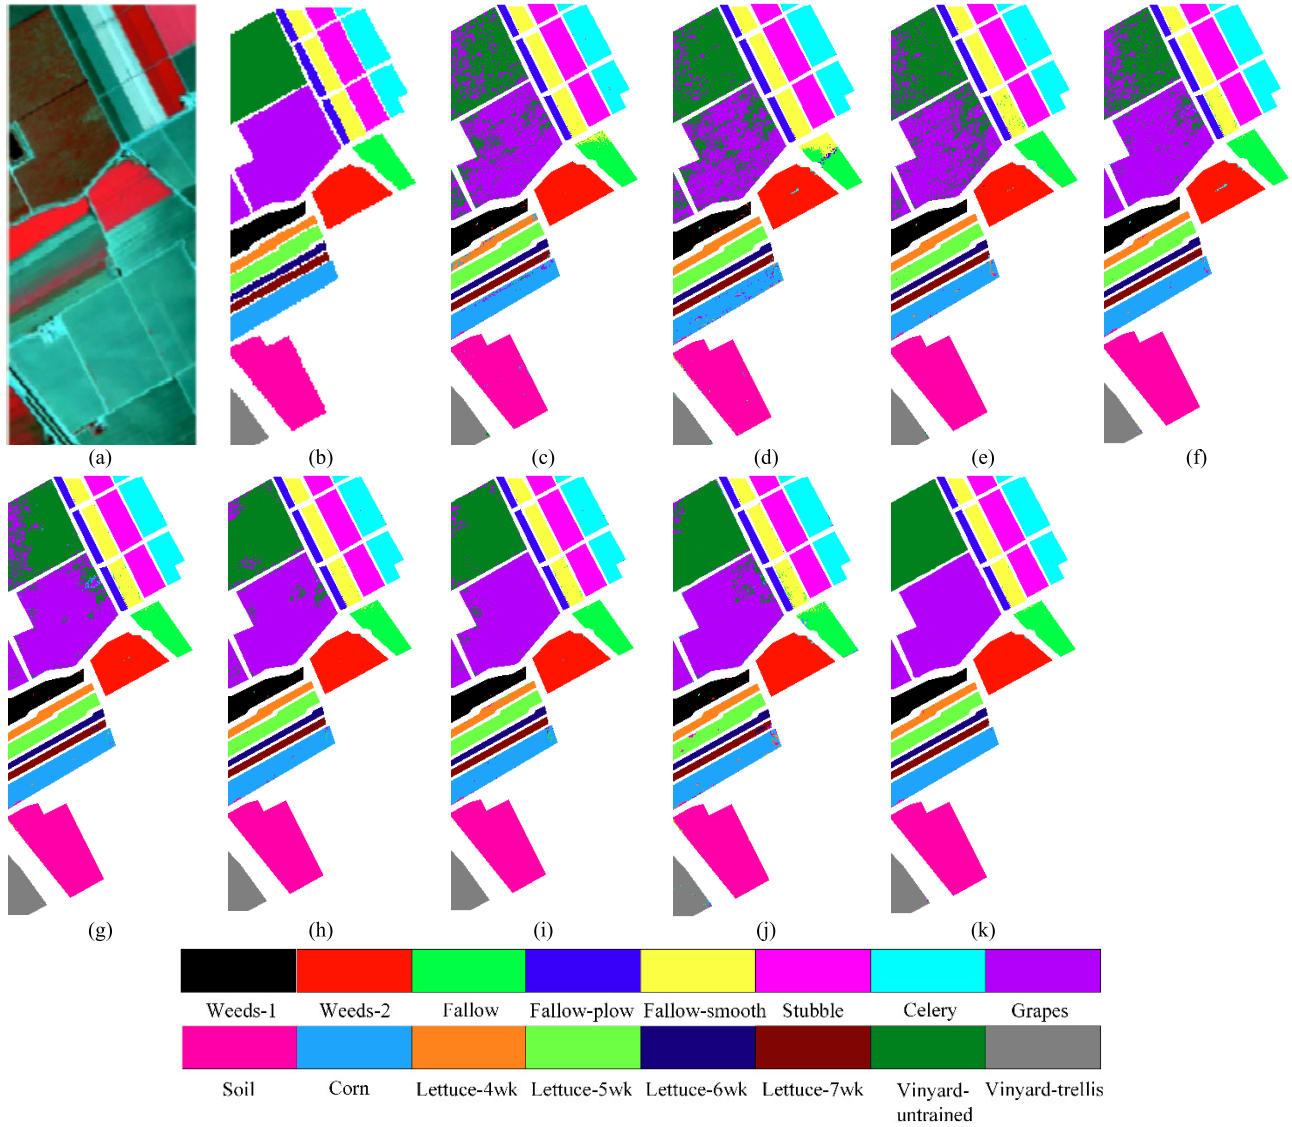 (a) (b) (c) (d) (e) (f)
(g) (h) (i) (j) (k)
Weeds-1 Weeds-2 Fallow Fallow-plow Fallow-smooth Stubble Celery Grapes
Soil Corn Lettuce-4wk Lettuce-5wk Lettuce-6wk Lettuce-7wk Vinyard- Vinyard-trellis
untrained